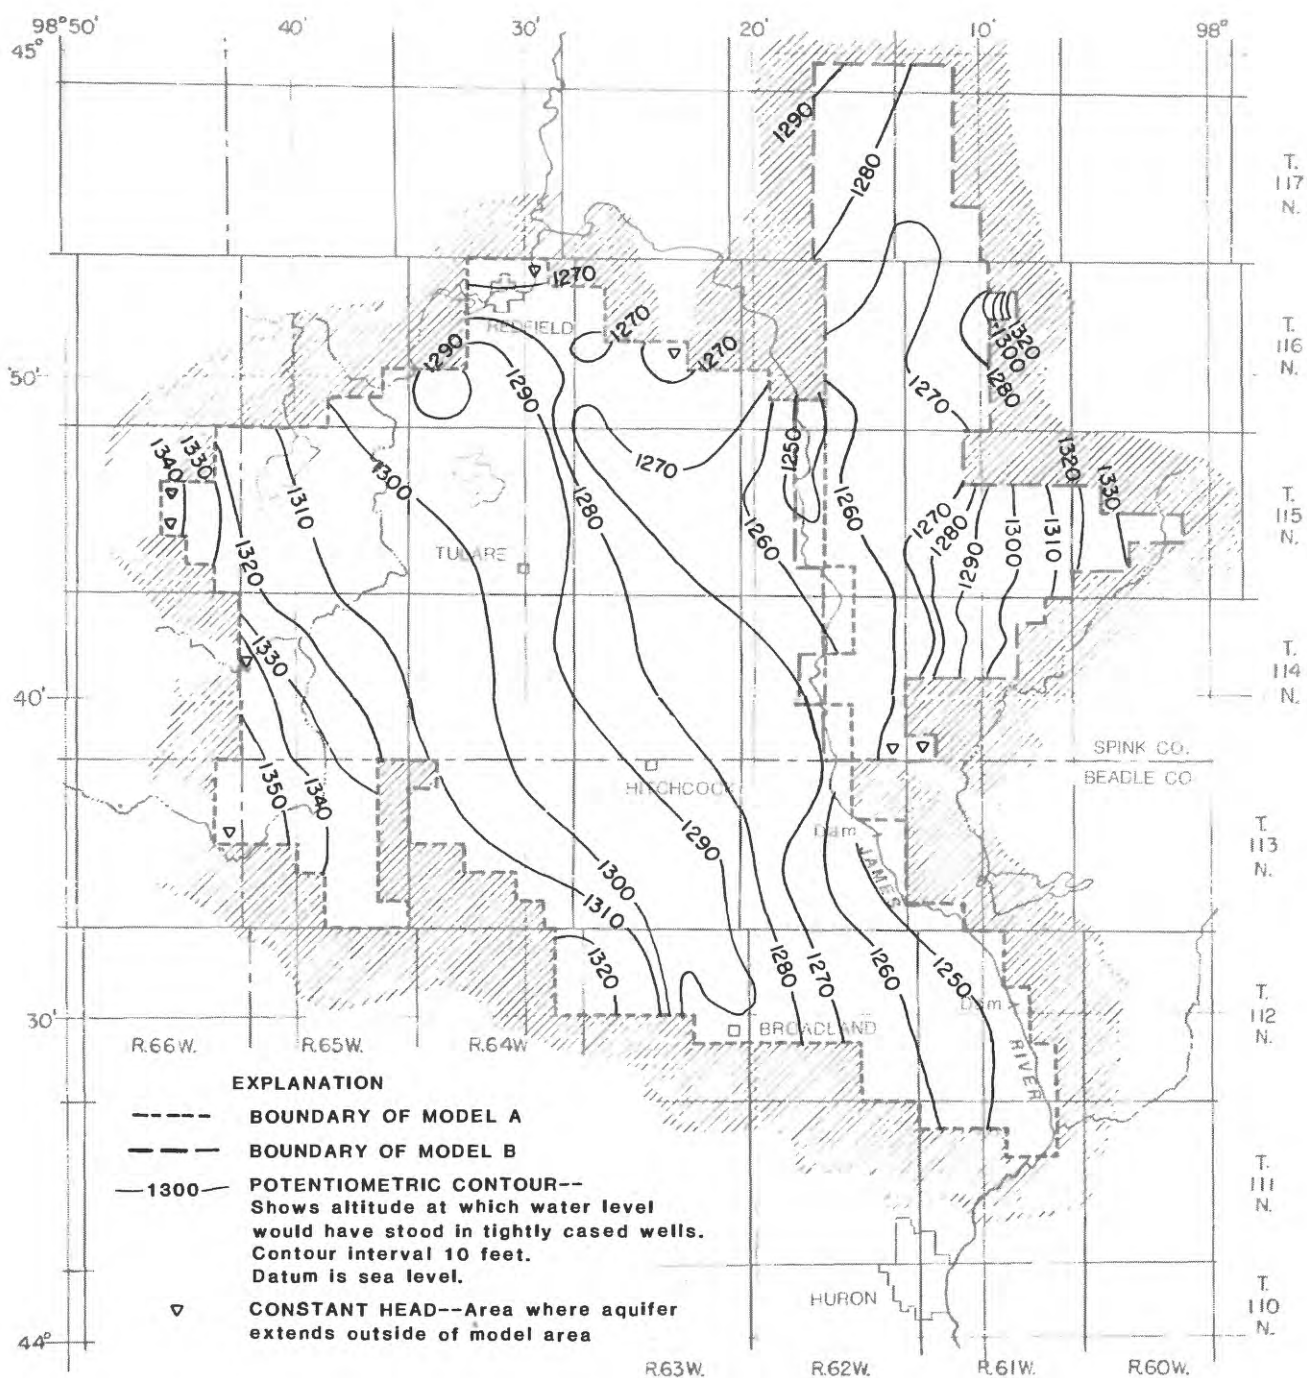 98°50'
40'
30'
20'
10'
98°
45°
1290
1280
T.
117
N.
1270
REDFIELD
1270
1270
1290
1290
1320
1300
1280
1270
T.
116
N.
50'
1340
1330
1310
1300
1270
1280
1250
1260
1260
1270
1280
1290
1300
1310
1320
1330
T.
115
N.
TULARE
1320
1330
T.
114
N.
40'
1350
1340
HITCHCOCK
SPINK CO.
BEADLE CO
1290
Dam
JAMES
T.
113
N.
1300
1310
1320
1280
1270
1260
1250
Dam
RIVER
T.
112
N.
30'
BROADLAND
R.66W.
R.65W.
R.64W
EXPLANATION
BOUNDARY OF MODEL A
BOUNDARY OF MODEL B
1300 POTENTIOMETRIC CONTOUR--
Shows altitude at which water level
would have stood in tightly cased wells.
Contour interval 10 feet.
Datum is sea level.
CONSTANT HEAD--Area where aquifer
extends outside of model area
T.
111
N.
HURON
T.
110
N.
44°
R.63W.
R.62W.
R.61W.
R.60W.